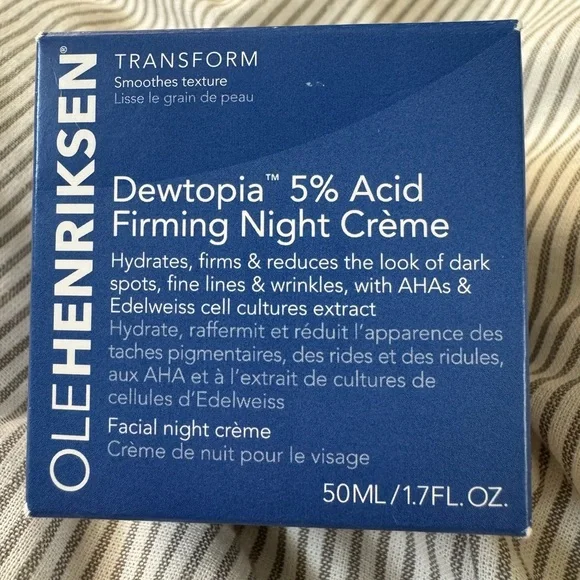 OLEHENRIKSEN®
TRANSFORM
Smoothes texture
Lisse le grain de peau
Dewtopia™ 5% Acid
Firming Night Crème
Hydrates, firms & reduces the look of dark
spots, fine lines & wrinkles, with AHAs &
Edelweiss cell cultures extract
Hydrate, raffermit et réduit l'apparence des
taches pigmentaires, des rides et des ridules,
aux AHA et à l'extrait de cultures de
cellules d'Edelweiss
Facial night crème
Crème de nuit pour le visage
50ML/1.7FL. OZ.